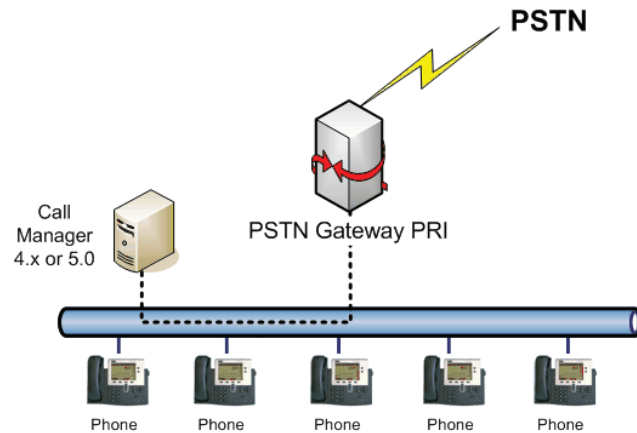 PSTN
Call
Manager
4.x or 5.0
PSTN Gateway PRI
Phone
Phone
Phone
Phone
Phone